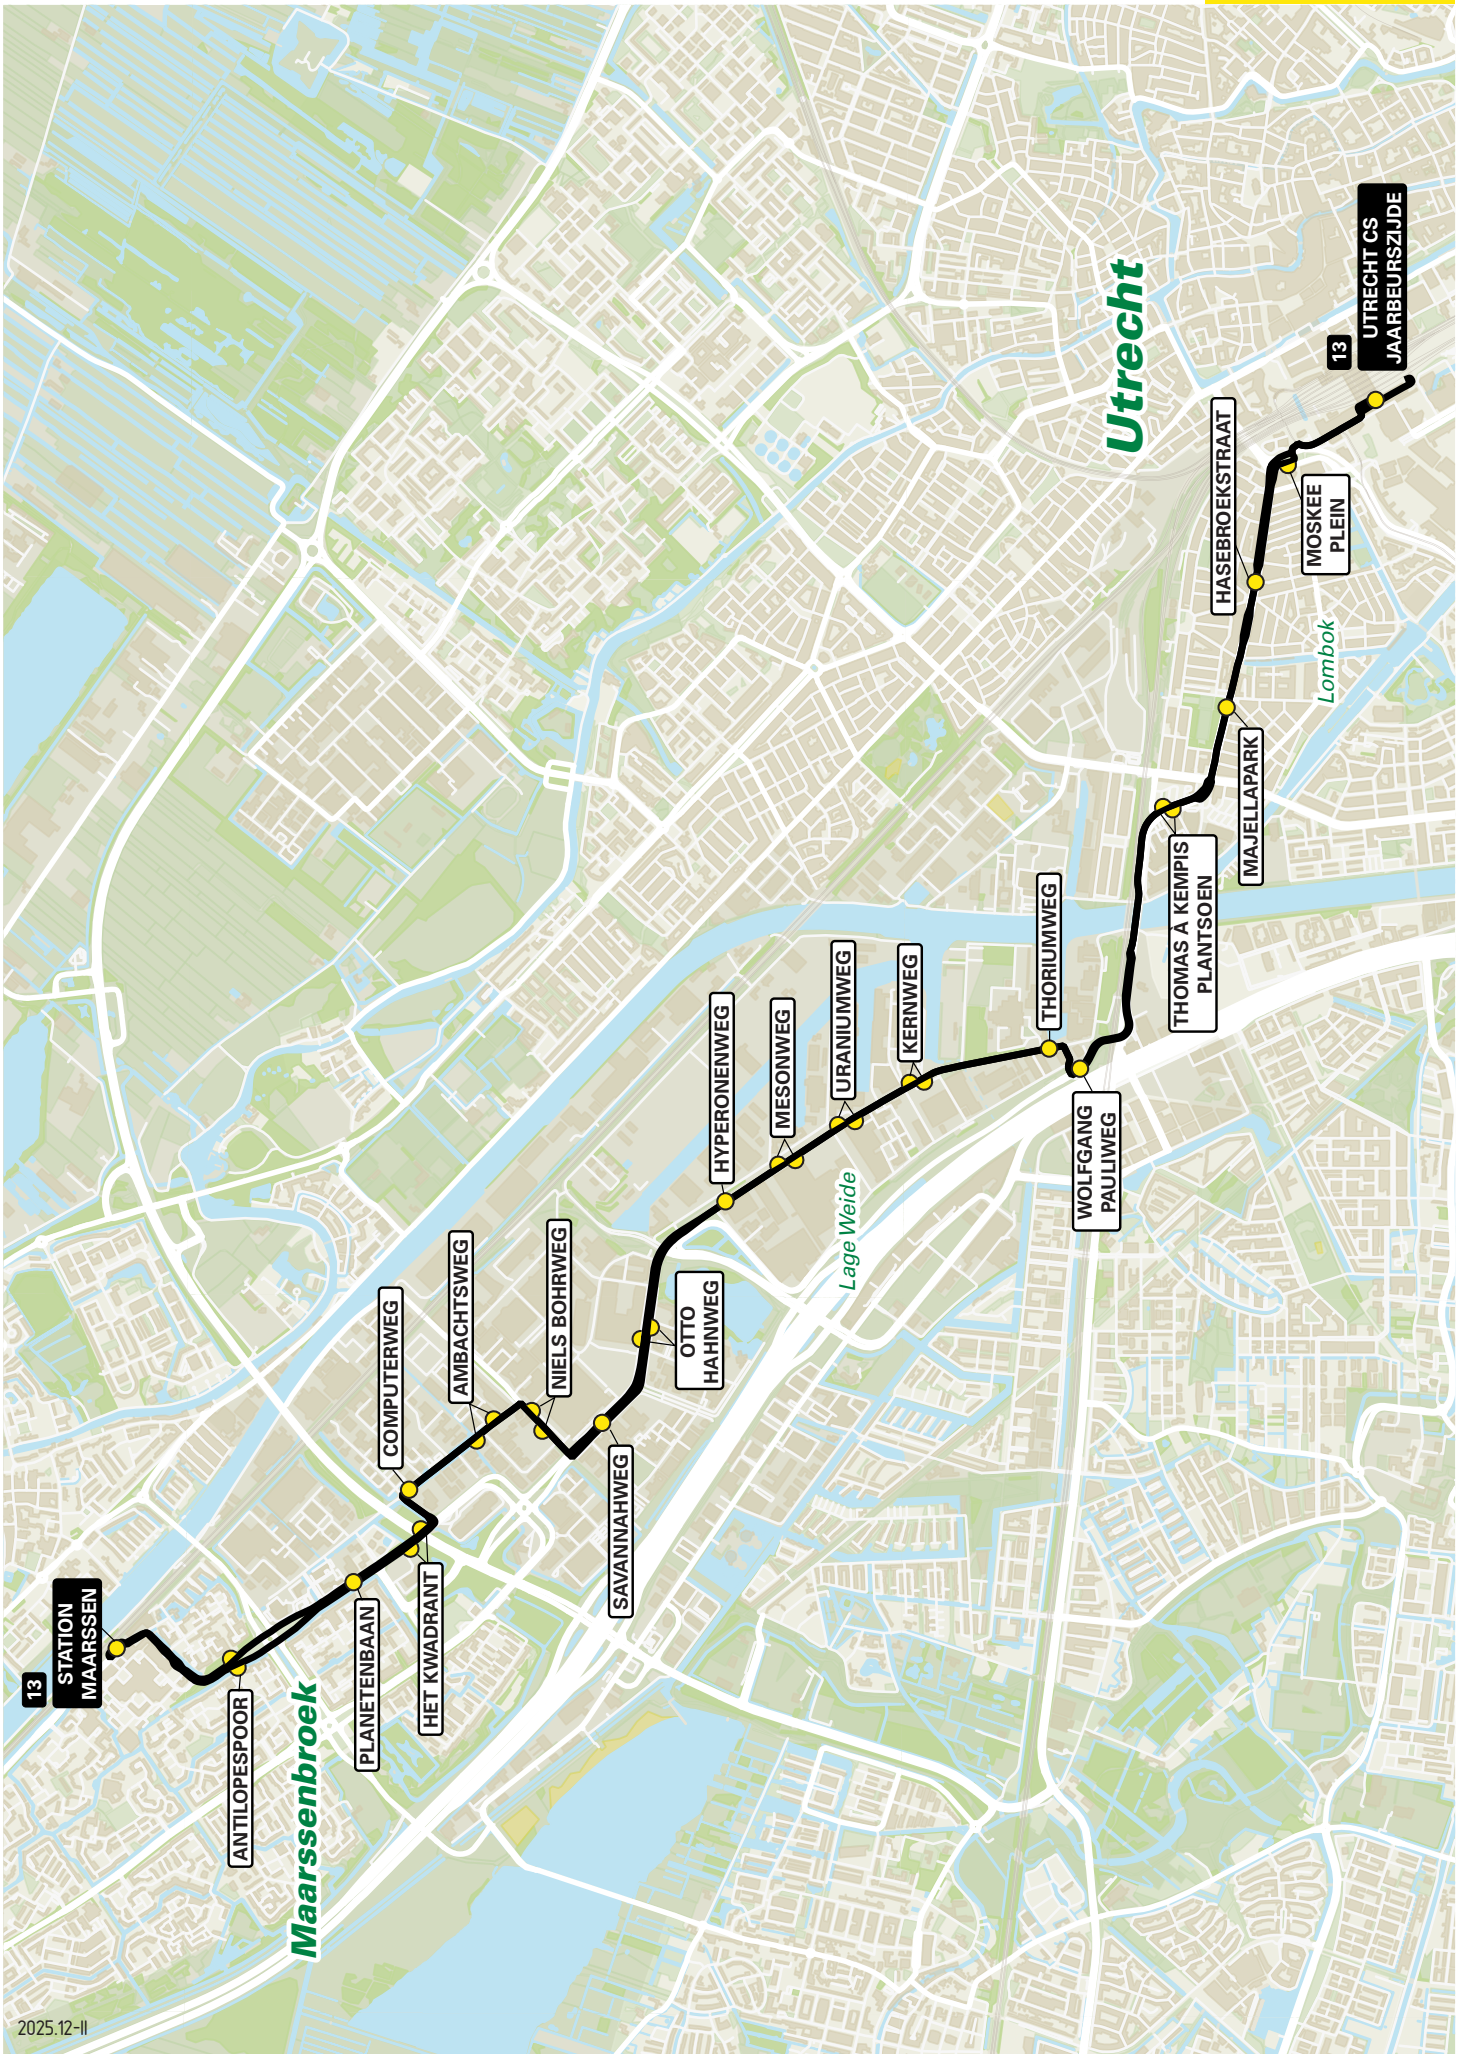 13
STATION
MAARSSEN
ANTILOPESPOOR
Maarssenbroek
PLANETENBAAN
HET KWADRANT
COMPUTERWEG
AMBACHTSWEG
NIELS BOHRWEG
SAVANNAHWEG
OTTO
HAHNWEG
HYPERONENWEG
MESONWEG
URANIUMWEG
Lage Weide
KERNWEG
THORIUMWEG
WOLFGANG
PAULIWEG
THOMAS À KEMPIS
PLANTSOEN
MAJELLAPARK
Lombok
HASEBROEKSTRAAT
MOSKEE
PLEIN
Utrecht
13
UTRECHT CS
JAARBEURSZIJDE
2025.12-II